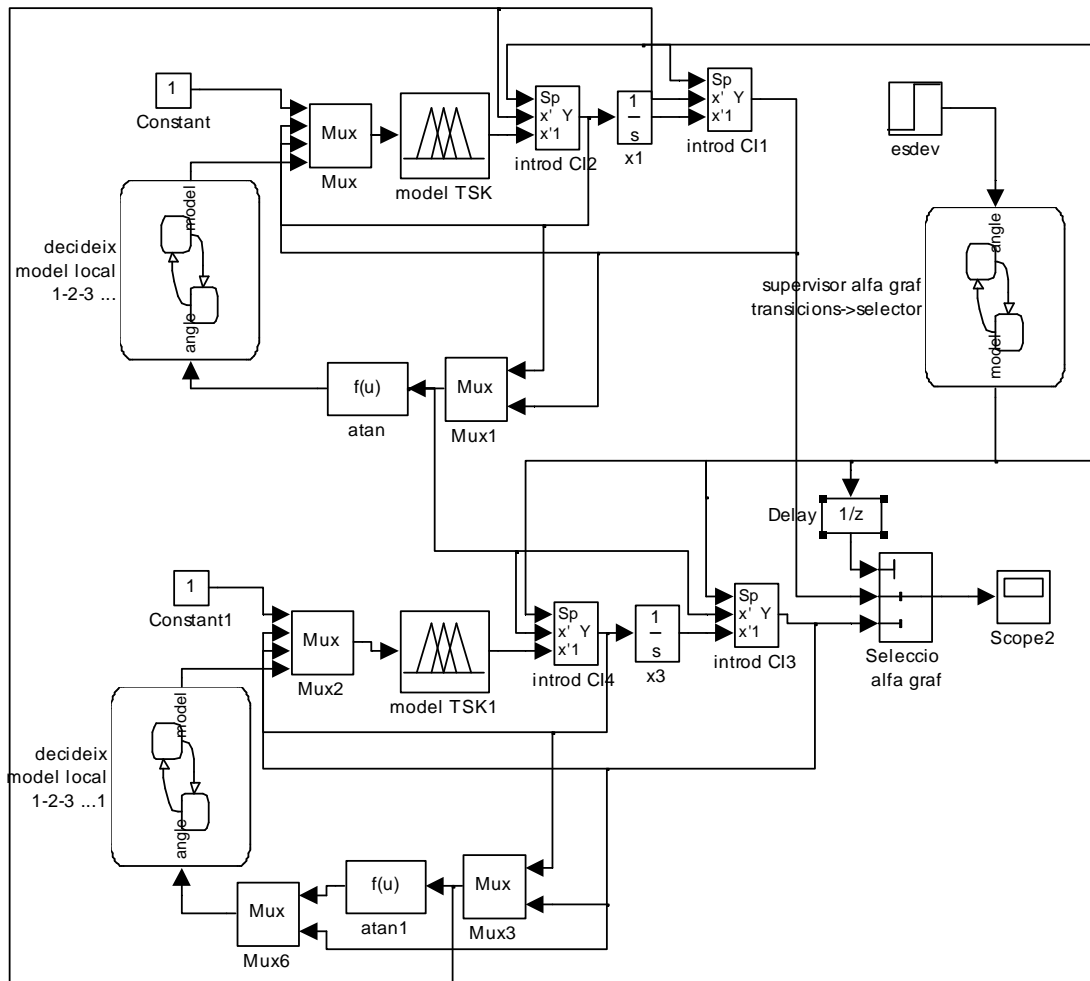 1
Constant
Mux
Mux
model TSK
Sp
x' Y
x'1
introd CI2
1
s
x1
Sp
x' Y
x'1
introd CI1
esdev
decideix
model local
1-2-3 ...
model
angle
supervisor alfa graf
transicions->selector
angle
model
f(u)
atan
Mux
Mux1
Delay
1/z
1
Constant1
Mux
Mux2
model TSK1
Sp
x' Y
x'1
introd CI4
1
s
x3
Sp
x' Y
x'1
introd CI3
Seleccio
alfa graf
Scope2
decideix
model local
1-2-3 ...1
model
angle
Mux
Mux6
f(u)
atan1
Mux
Mux3